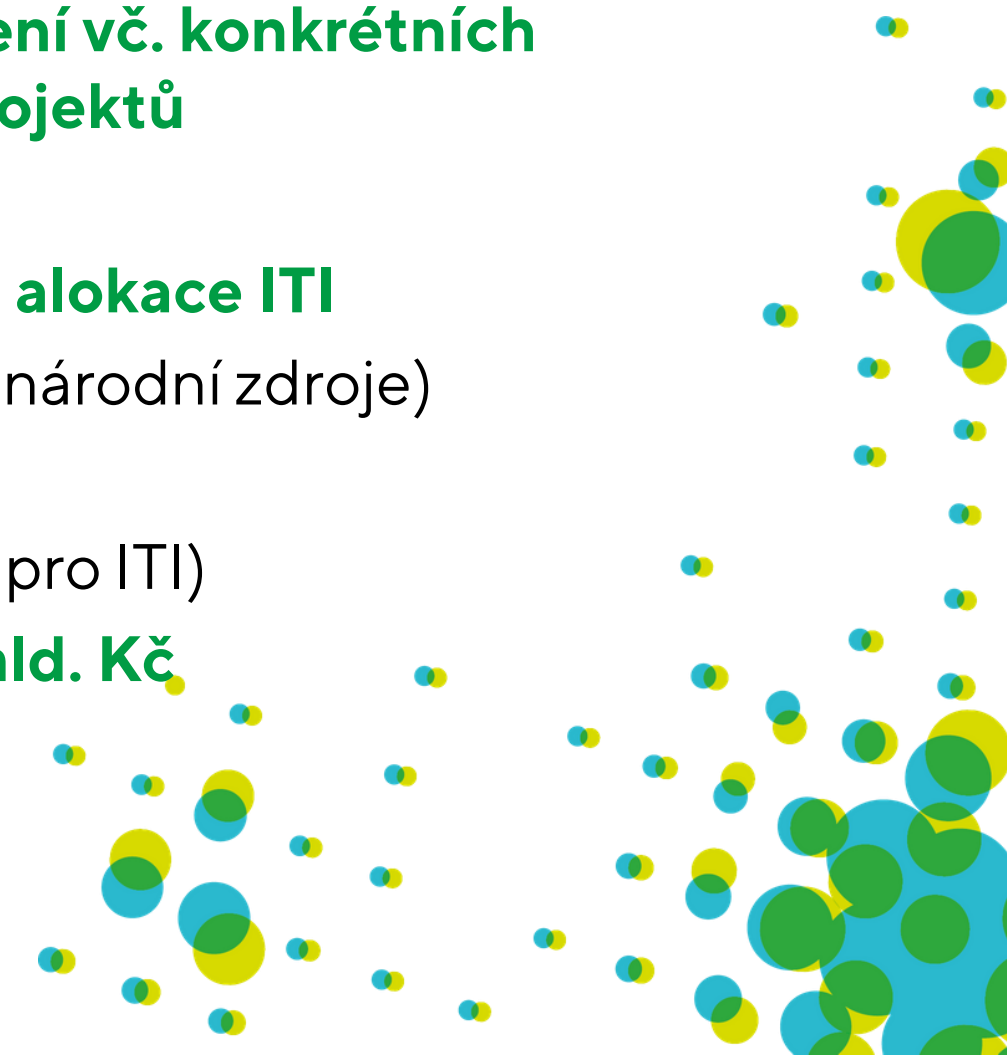 ení vč. konkrétních
ojektů
alokace ITI
národní zdroje)
pro ITI)
ld. Kč